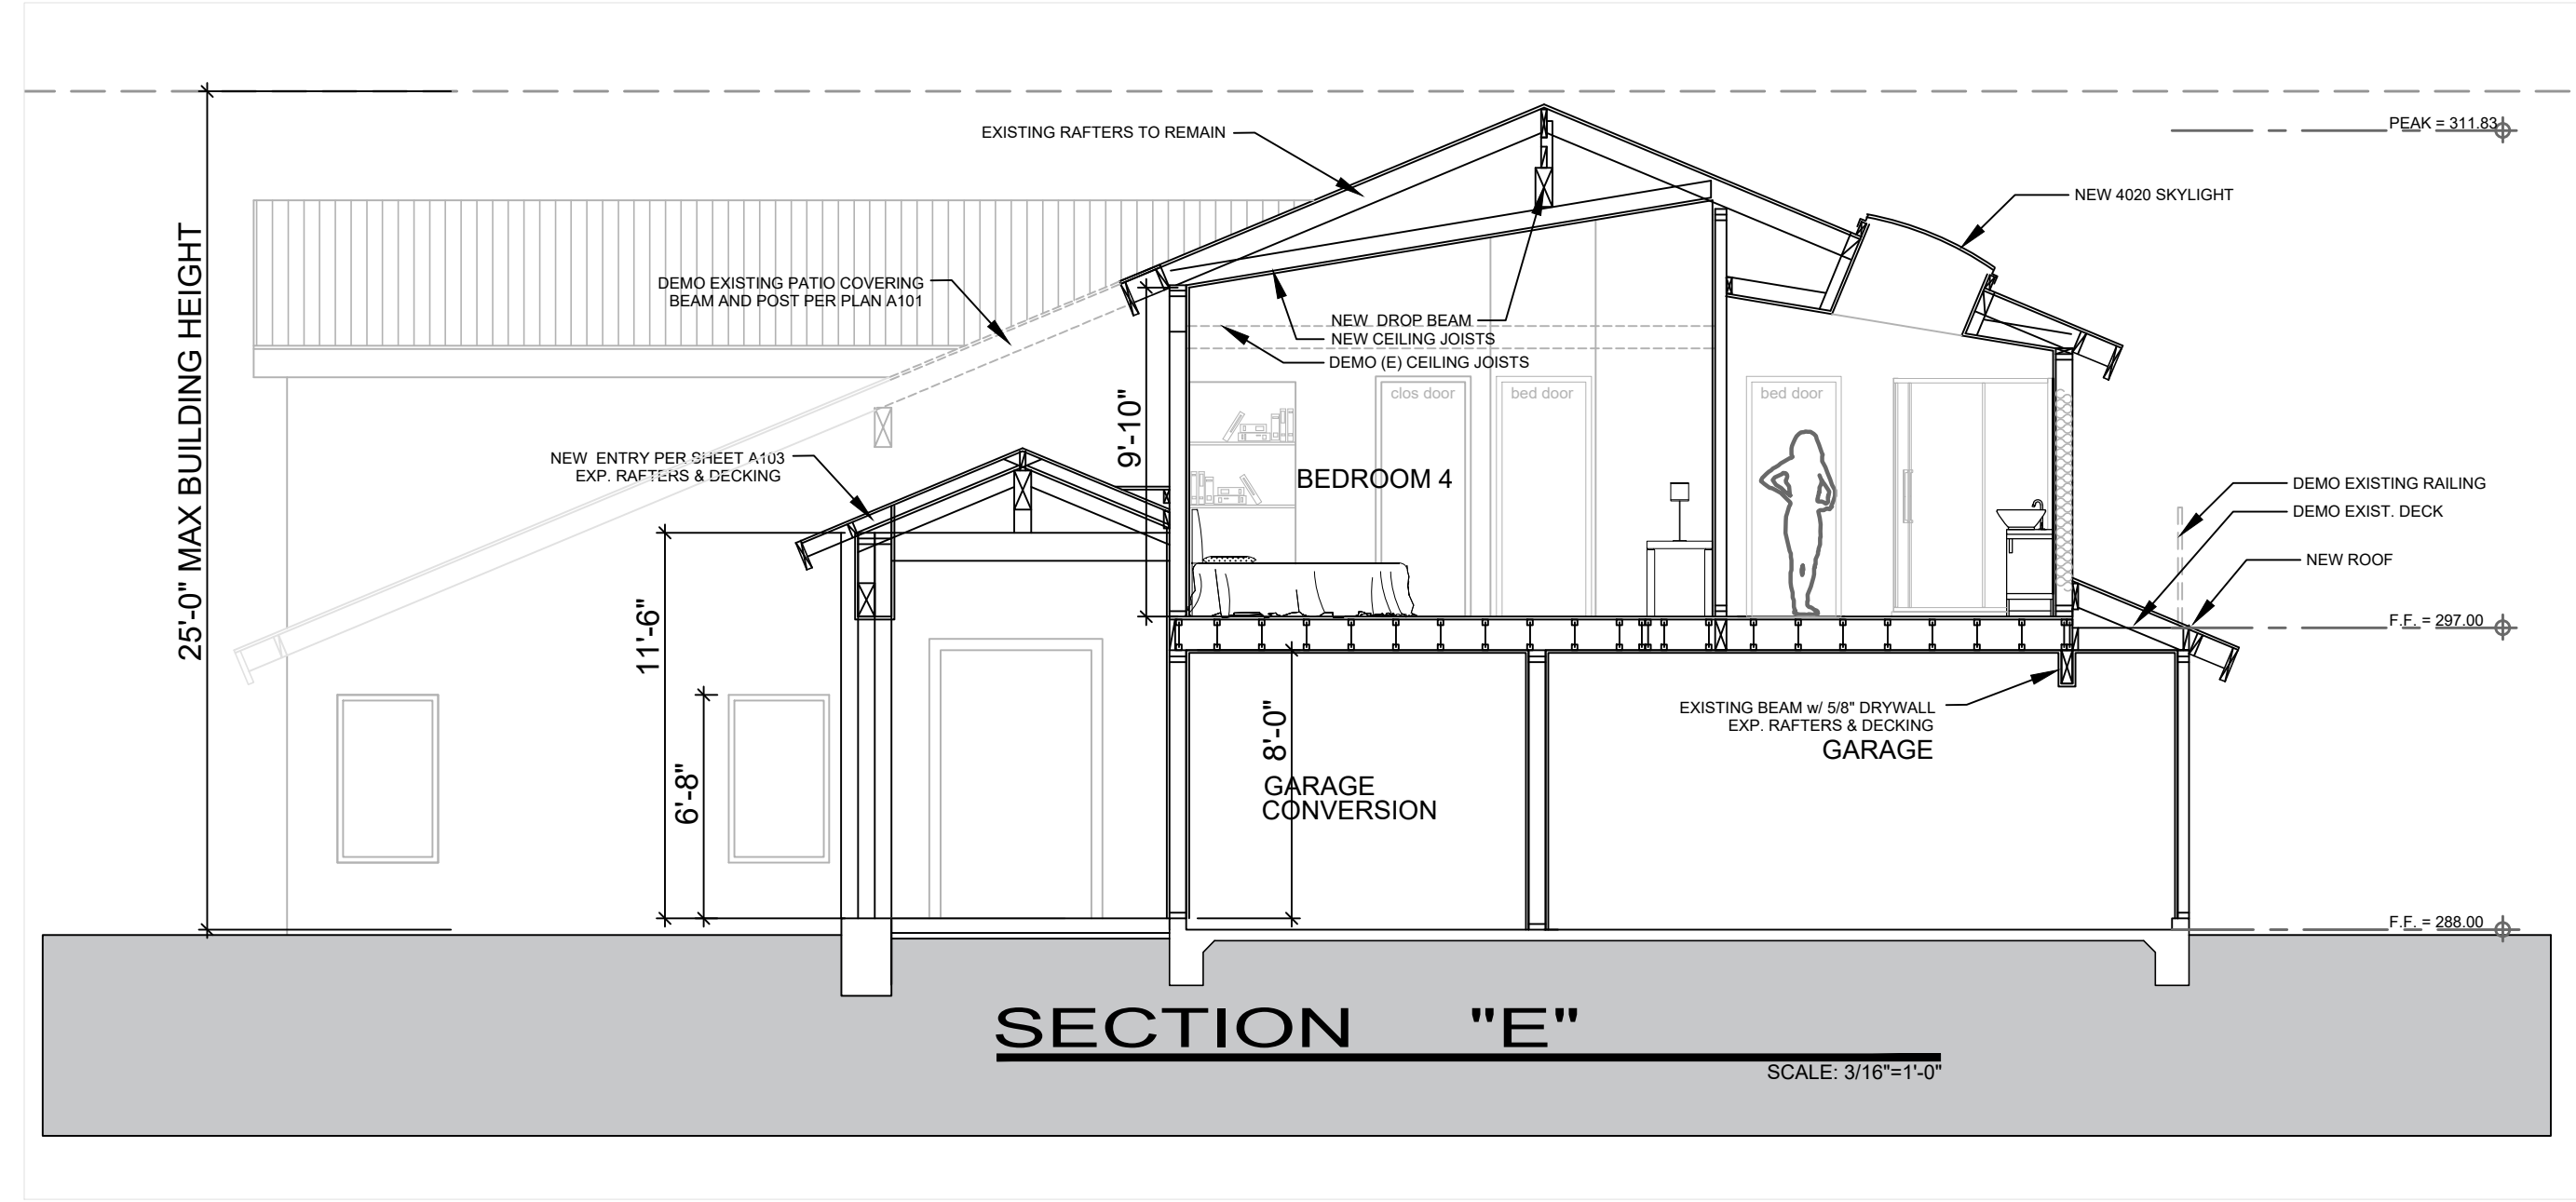 PEAK = 311.83
EXISTING RAFTERS TO REMAIN
NEW 4020 SKYLIGHT
25'-0" MAX BUILDING HEIGHT
DEMO EXISTING PATIO COVERING
BEAM AND POST PER PLAN A101
NEW DROP BEAM
NEW CEILING JOISTS
DEMO (E) CEILING JOISTS
clos door
bed door
bed door
9'-10"
NEW ENTRY PER SHEET A103
EXP. RAFTERS & DECKING
BEDROOM 4
DEMO EXISTING RAILING
DEMO EXIST. DECK
NEW ROOF
11'-6"
F.F. = 297.00
6'-8"
8'-0"
EXISTING BEAM w/ 5/8" DRYWALL
EXP. RAFTERS & DECKING
GARAGE
GARAGE
CONVERSION
F.F. = 288.00
SECTION "E"
SCALE: 3/16"=1'-0"